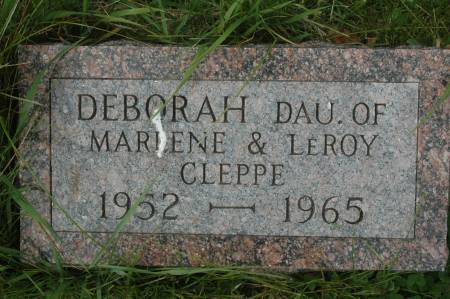 DEBORAH DAU. OF
MARLENE & LEROY
CLEPPE
1952 — 1965